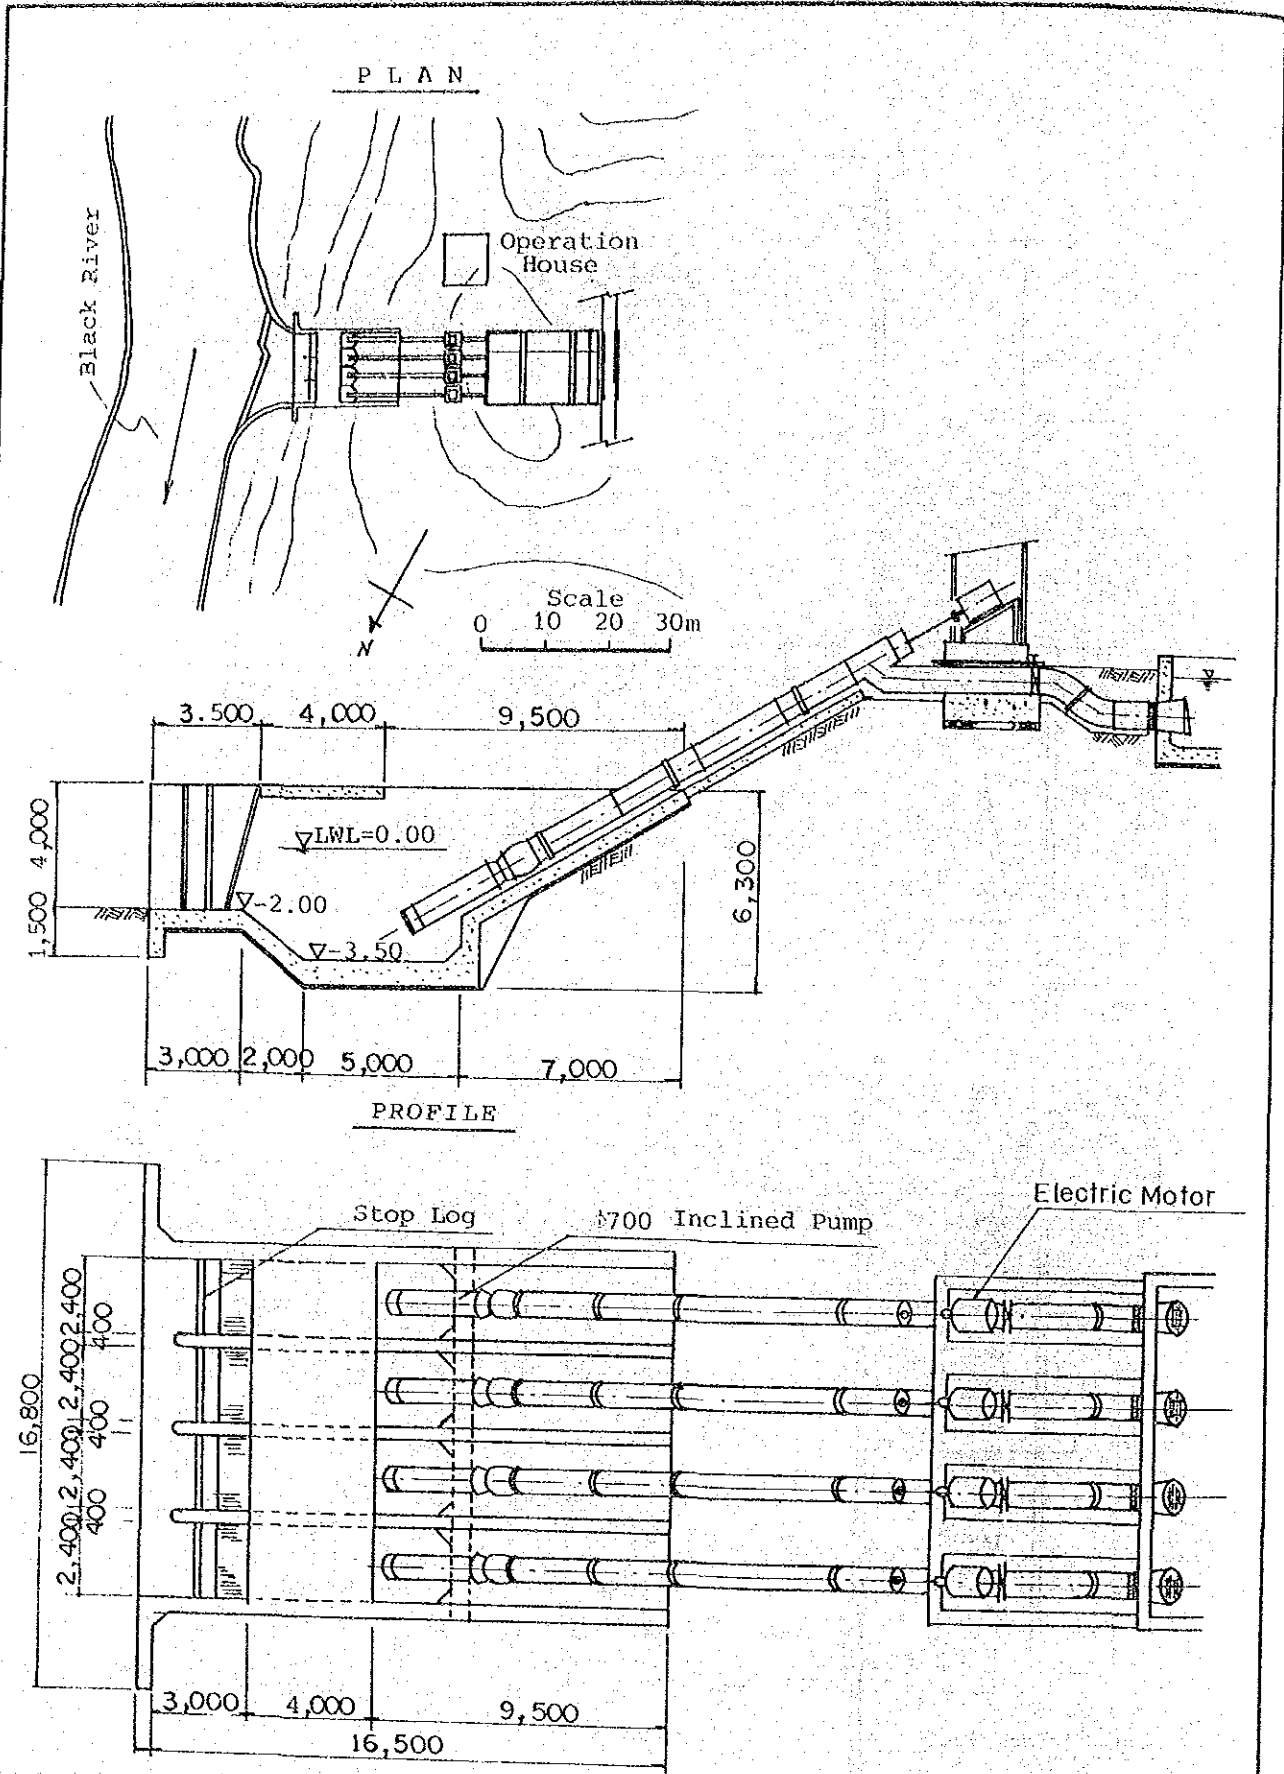 P L A N
Black River
Operation
House
N
Scale
0 10 20 30m
3.500 4,000 9,500
4,000
1,500
▽LWL=0.00
▽-2.00
▽-3.50
6,300
3,000 2,000 5,000 7,000
PROFILE
Stop Log
700 Inclined Pump
Electric Motor
16,800
2,400 2,400 2,400 2,400
400
400
400
3,000 4,000 9,500
16,500